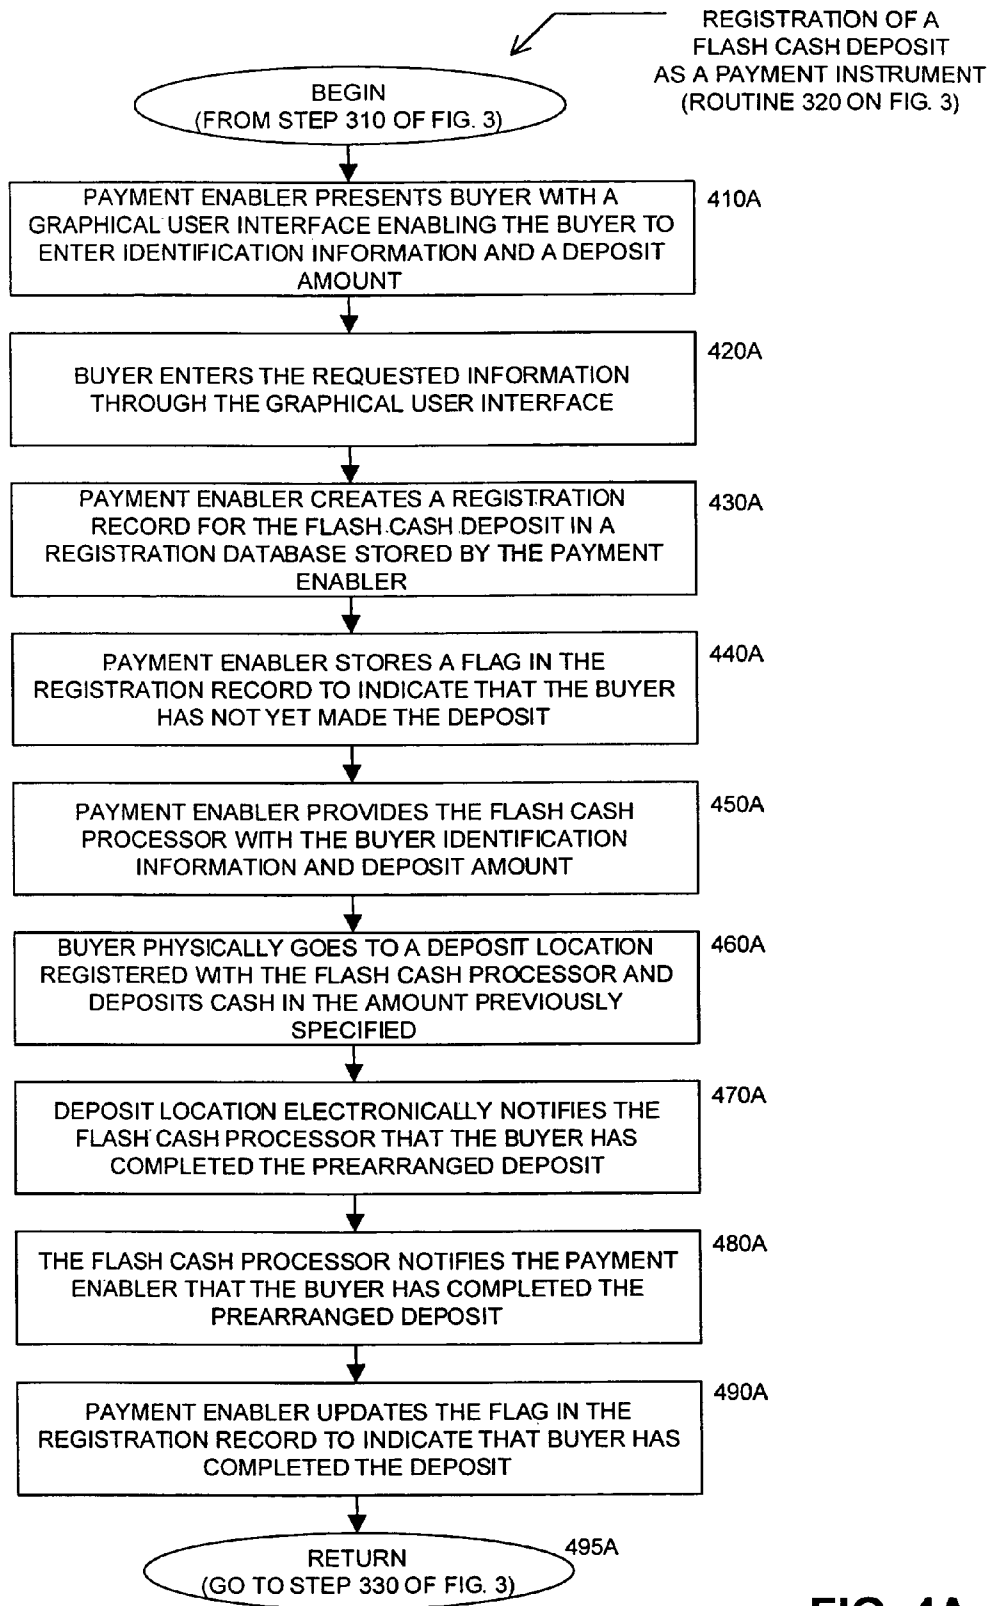 REGISTRATION OF A
FLASH CASH DEPOSIT
AS A PAYMENT INSTRUMENT
(ROUTINE 320 ON FIG. 3)
BEGIN
(FROM STEP 310 OF FIG. 3)
PAYMENT ENABLER PRESENTS BUYER WITH A
GRAPHICAL USER INTERFACE ENABLING THE BUYER TO
ENTER IDENTIFICATION INFORMATION AND A DEPOSIT
AMOUNT
410A
BUYER ENTERS THE REQUESTED INFORMATION
THROUGH THE GRAPHICAL USER INTERFACE
420A
PAYMENT ENABLER CREATES A REGISTRATION
RECORD FOR THE FLASH CASH DEPOSIT IN A
REGISTRATION DATABASE STORED BY THE PAYMENT
ENABLER
430A
PAYMENT ENABLER STORES A FLAG IN THE
REGISTRATION RECORD TO INDICATE THAT THE BUYER
HAS NOT YET MADE THE DEPOSIT
440A
PAYMENT ENABLER PROVIDES THE FLASH CASH
PROCESSOR WITH THE BUYER IDENTIFICATION
INFORMATION AND DEPOSIT AMOUNT
450A
BUYER PHYSICALLY GOES TO A DEPOSIT LOCATION
REGISTERED WITH THE FLASH CASH PROCESSOR AND
DEPOSITS CASH IN THE AMOUNT PREVIOUSLY
SPECIFIED
460A
DEPOSIT LOCATION ELECTRONICALLY NOTIFIES THE
FLASH CASH PROCESSOR THAT THE BUYER HAS
COMPLETED THE PREARRANGED DEPOSIT
470A
THE FLASH CASH PROCESSOR NOTIFIES THE PAYMENT
ENABLER THAT THE BUYER HAS COMPLETED THE
PREARRANGED DEPOSIT
480A
PAYMENT ENABLER UPDATES THE FLAG IN THE
REGISTRATION RECORD TO INDICATE THAT BUYER HAS
COMPLETED THE DEPOSIT
490A
RETURN
(GO TO STEP 330 OF FIG. 3)
495A
FIG. 4A